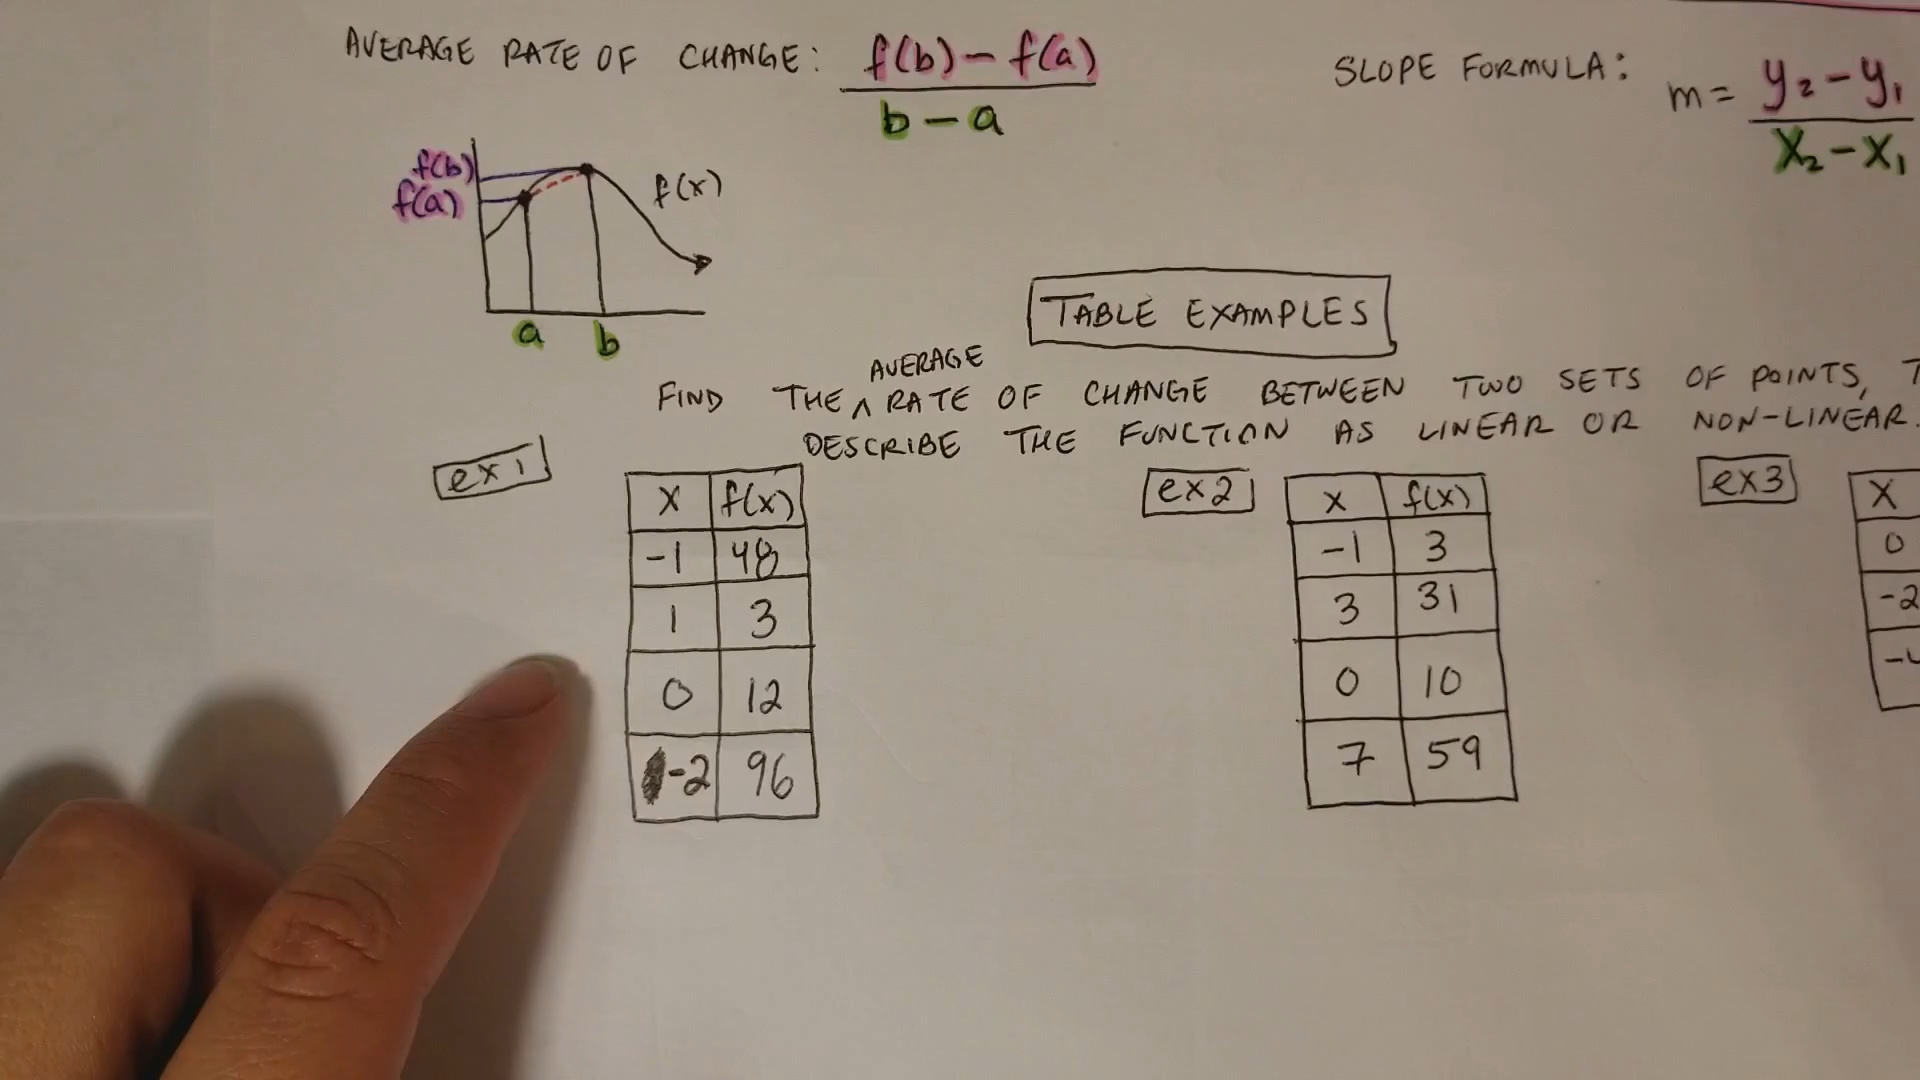 AVERAGE RATE OF CHANGE: f(b) - f(a)
b - a
SLOPE FORMULA: m = y₂ - y₁
x₂ - x₁
f(b)
f(a)
f(x)
a b
TABLE EXAMPLES
AVERAGE
FIND THE ^ RATE OF CHANGE BETWEEN TWO SETS OF POINTS,
DESCRIBE THE FUNCTION AS LINEAR OR NON-LINEAR.
ex1
x f(x)
-1 48
1 3
0 12
-2 96
ex2
x f(x)
-1 3
3 31
0 10
7 59
ex3
x
0
-2